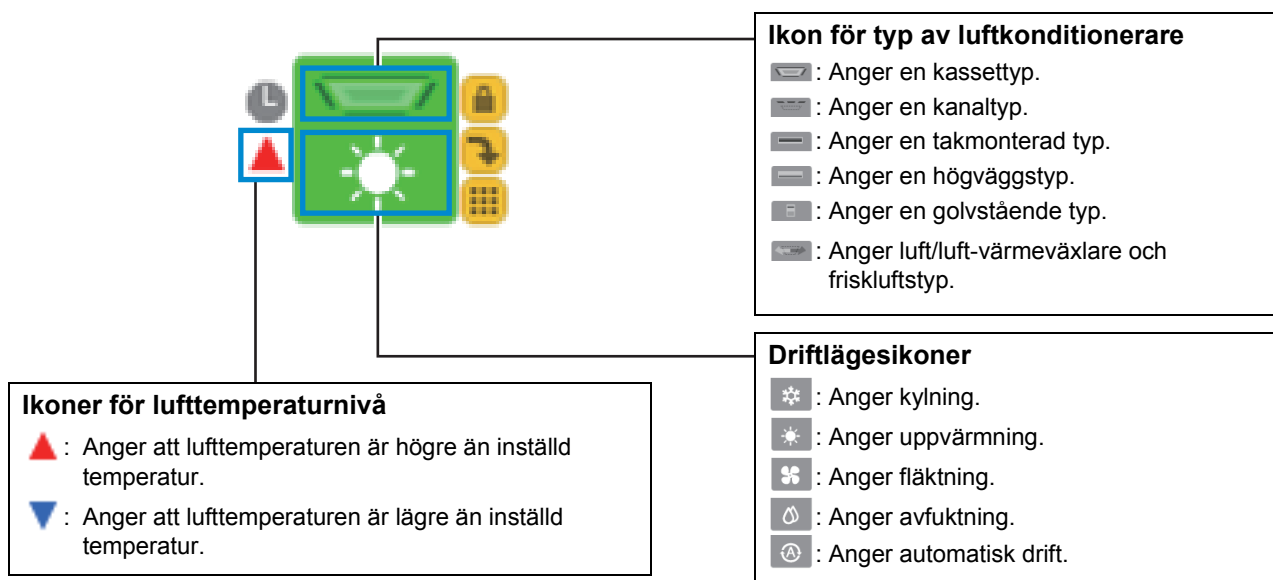 Ikon för typ av luftkonditionerare
: Anger en kassettyp.
: Anger en kanaltyp.
: Anger en takmonterad typ.
: Anger en högväggstyp.
: Anger en golvstående typ.
: Anger luft/luft-värmeväxlare och
friskluftstyp.
Driftlägesikoner
: Anger kylning.
: Anger uppvärmning.
: Anger fläktning.
: Anger avfuktning.
A : Anger automatisk drift.
Ikoner för lufttemperaturnivå
: Anger att lufttemperaturen är högre än inställd
temperatur.
: Anger att lufttemperaturen är lägre än inställd
temperatur.